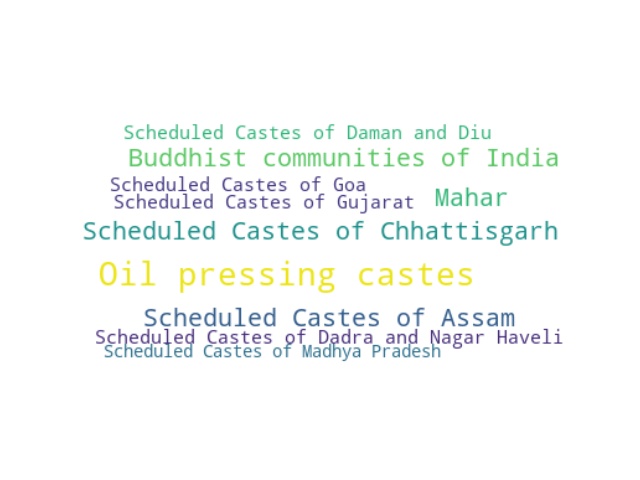 Scheduled Castes of Daman and Diu
Buddhist communities of India
Scheduled Castes of Goa
Scheduled Castes of Gujarat
Mahar
Scheduled Castes of Chhattisgarh
Oil pressing castes
Scheduled Castes of Assam
Scheduled Castes of Dadra and Nagar Haveli
Scheduled Castes of Madhya Pradesh